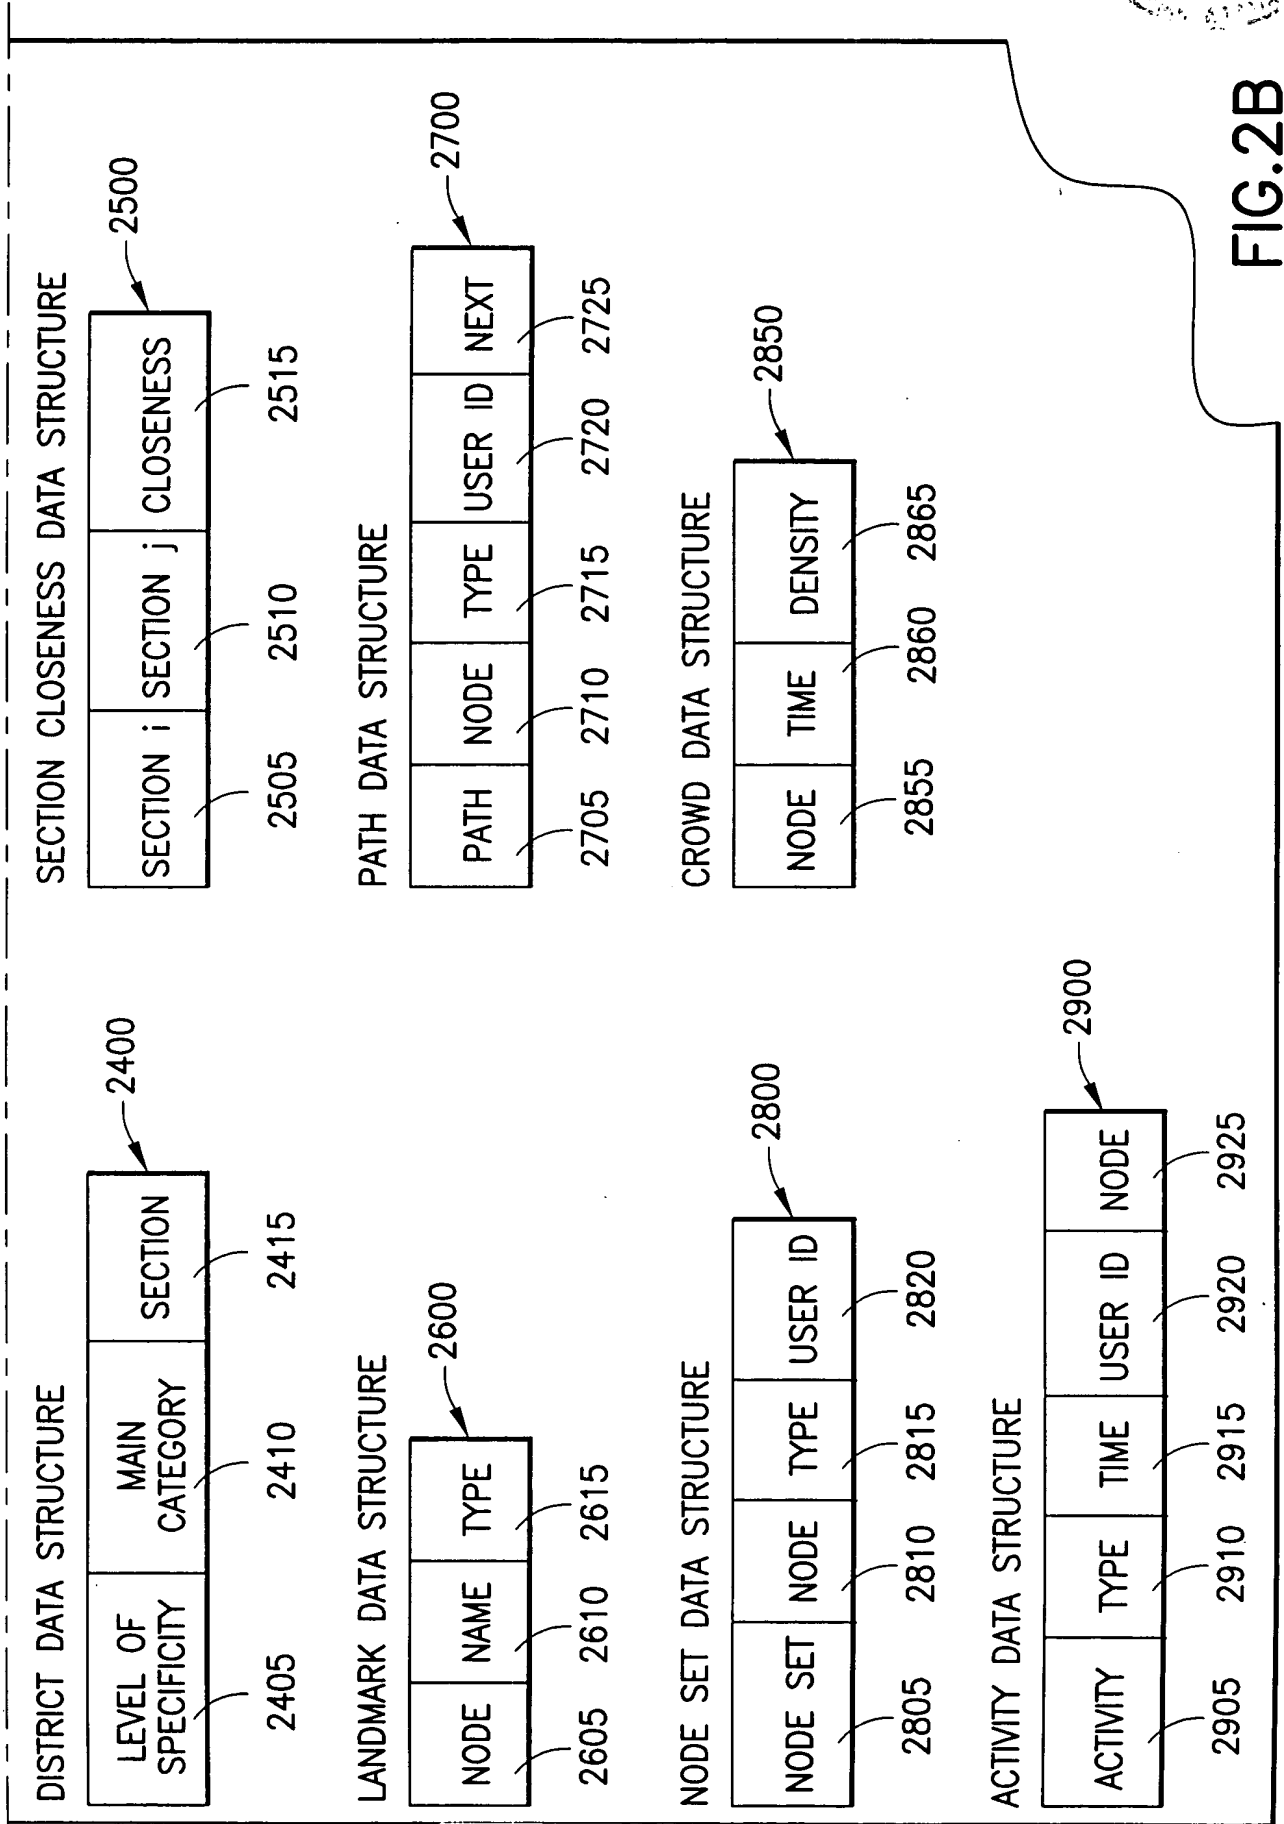 DISTRICT DATA STRUCTURE
LEVEL OF SPECIFICITY MAIN CATEGORY SECTION
2400
2405 2410 2415
SECTION CLOSENESS DATA STRUCTURE
SECTION i SECTION j CLOSENESS
2500
2505 2510 2515
LANDMARK DATA STRUCTURE
NODE NAME TYPE
2600
2605 2610 2615
PATH DATA STRUCTURE
PATH NODE TYPE USER ID NEXT
2700
2705 2710 2715 2720 2725
NODE SET DATA STRUCTURE
NODE SET NODE TYPE USER ID
2800
2805 2810 2815 2820
CROWD DATA STRUCTURE
NODE TIME DENSITY
2850
2855 2860 2865
ACTIVITY DATA STRUCTURE
ACTIVITY TYPE TIME USER ID NODE
2900
2905 2910 2915 2920 2925
FIG.2B